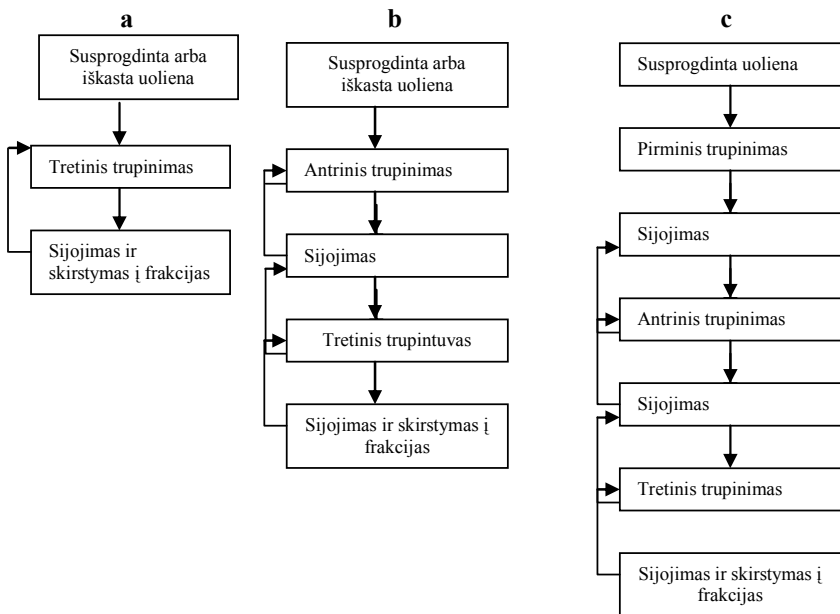 a
Susprogdinta arba
iškasta uoliena
Tretinis trupinimas
Sijojimas ir
skirstymas į frakcijas
b
Susprogdinta arba
iškasta uoliena
Antrinis trupinimas
Sijojimas
Tretinis trupintuvas
Sijojimas ir skirstymas į
frakcijas
c
Susprogdinta uoliena
Pirminis trupinimas
Sijojimas
Antrinis trupinimas
Sijojimas
Tretinis trupinimas
Sijojimas ir skirstymas į
frakcijas